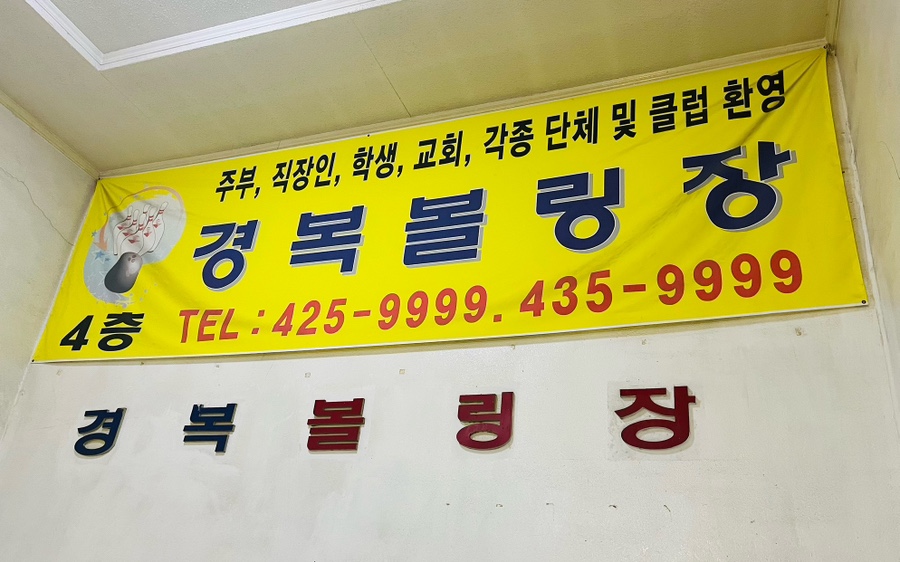 주부, 직장인, 학생, 교회, 각종 단체 및 클럽 환영
경복볼링장
4층
TEL : 425-9999. 435-9999
경복볼링장